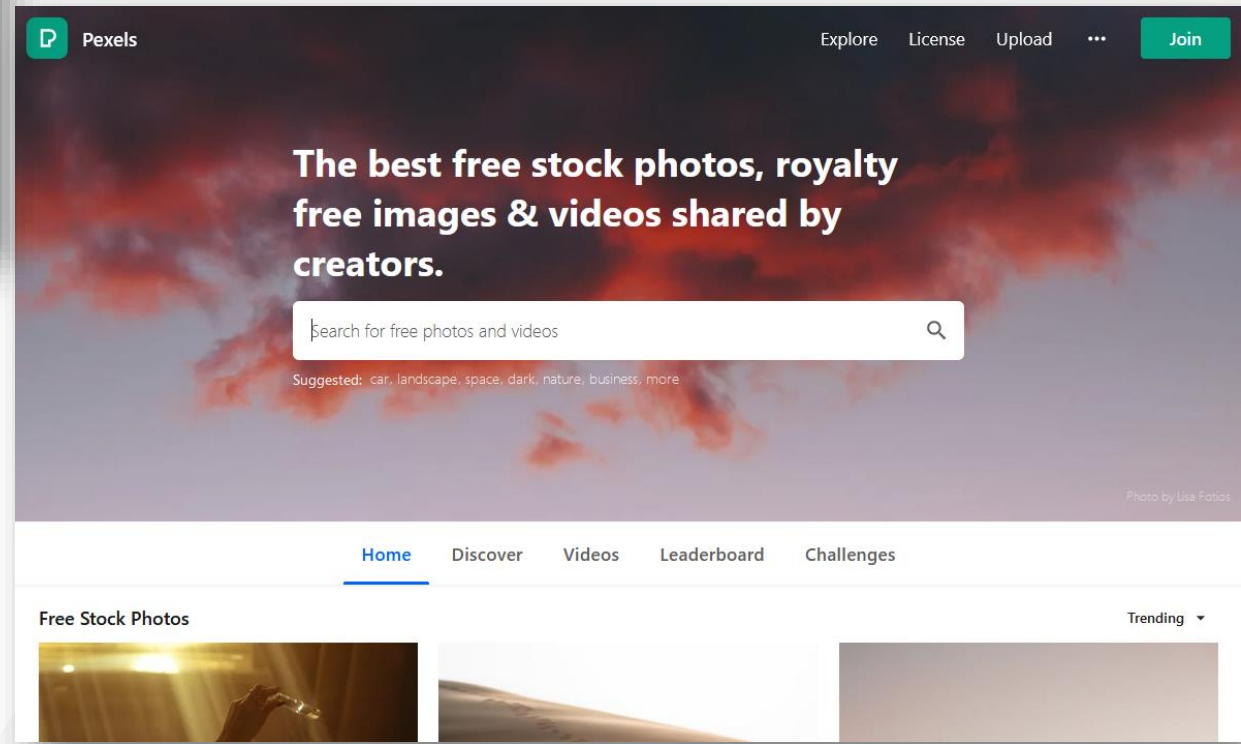 Pexels
Explore License Upload ••• Join
The best free stock photos, royalty
free images & videos shared by
creators.
Search for free photos and videos
Suggested: car, landscape, space, dark, nature, business, more
Photo by Lisa Fotios
Home Discover Videos Leaderboard Challenges
Free Stock Photos
Trending